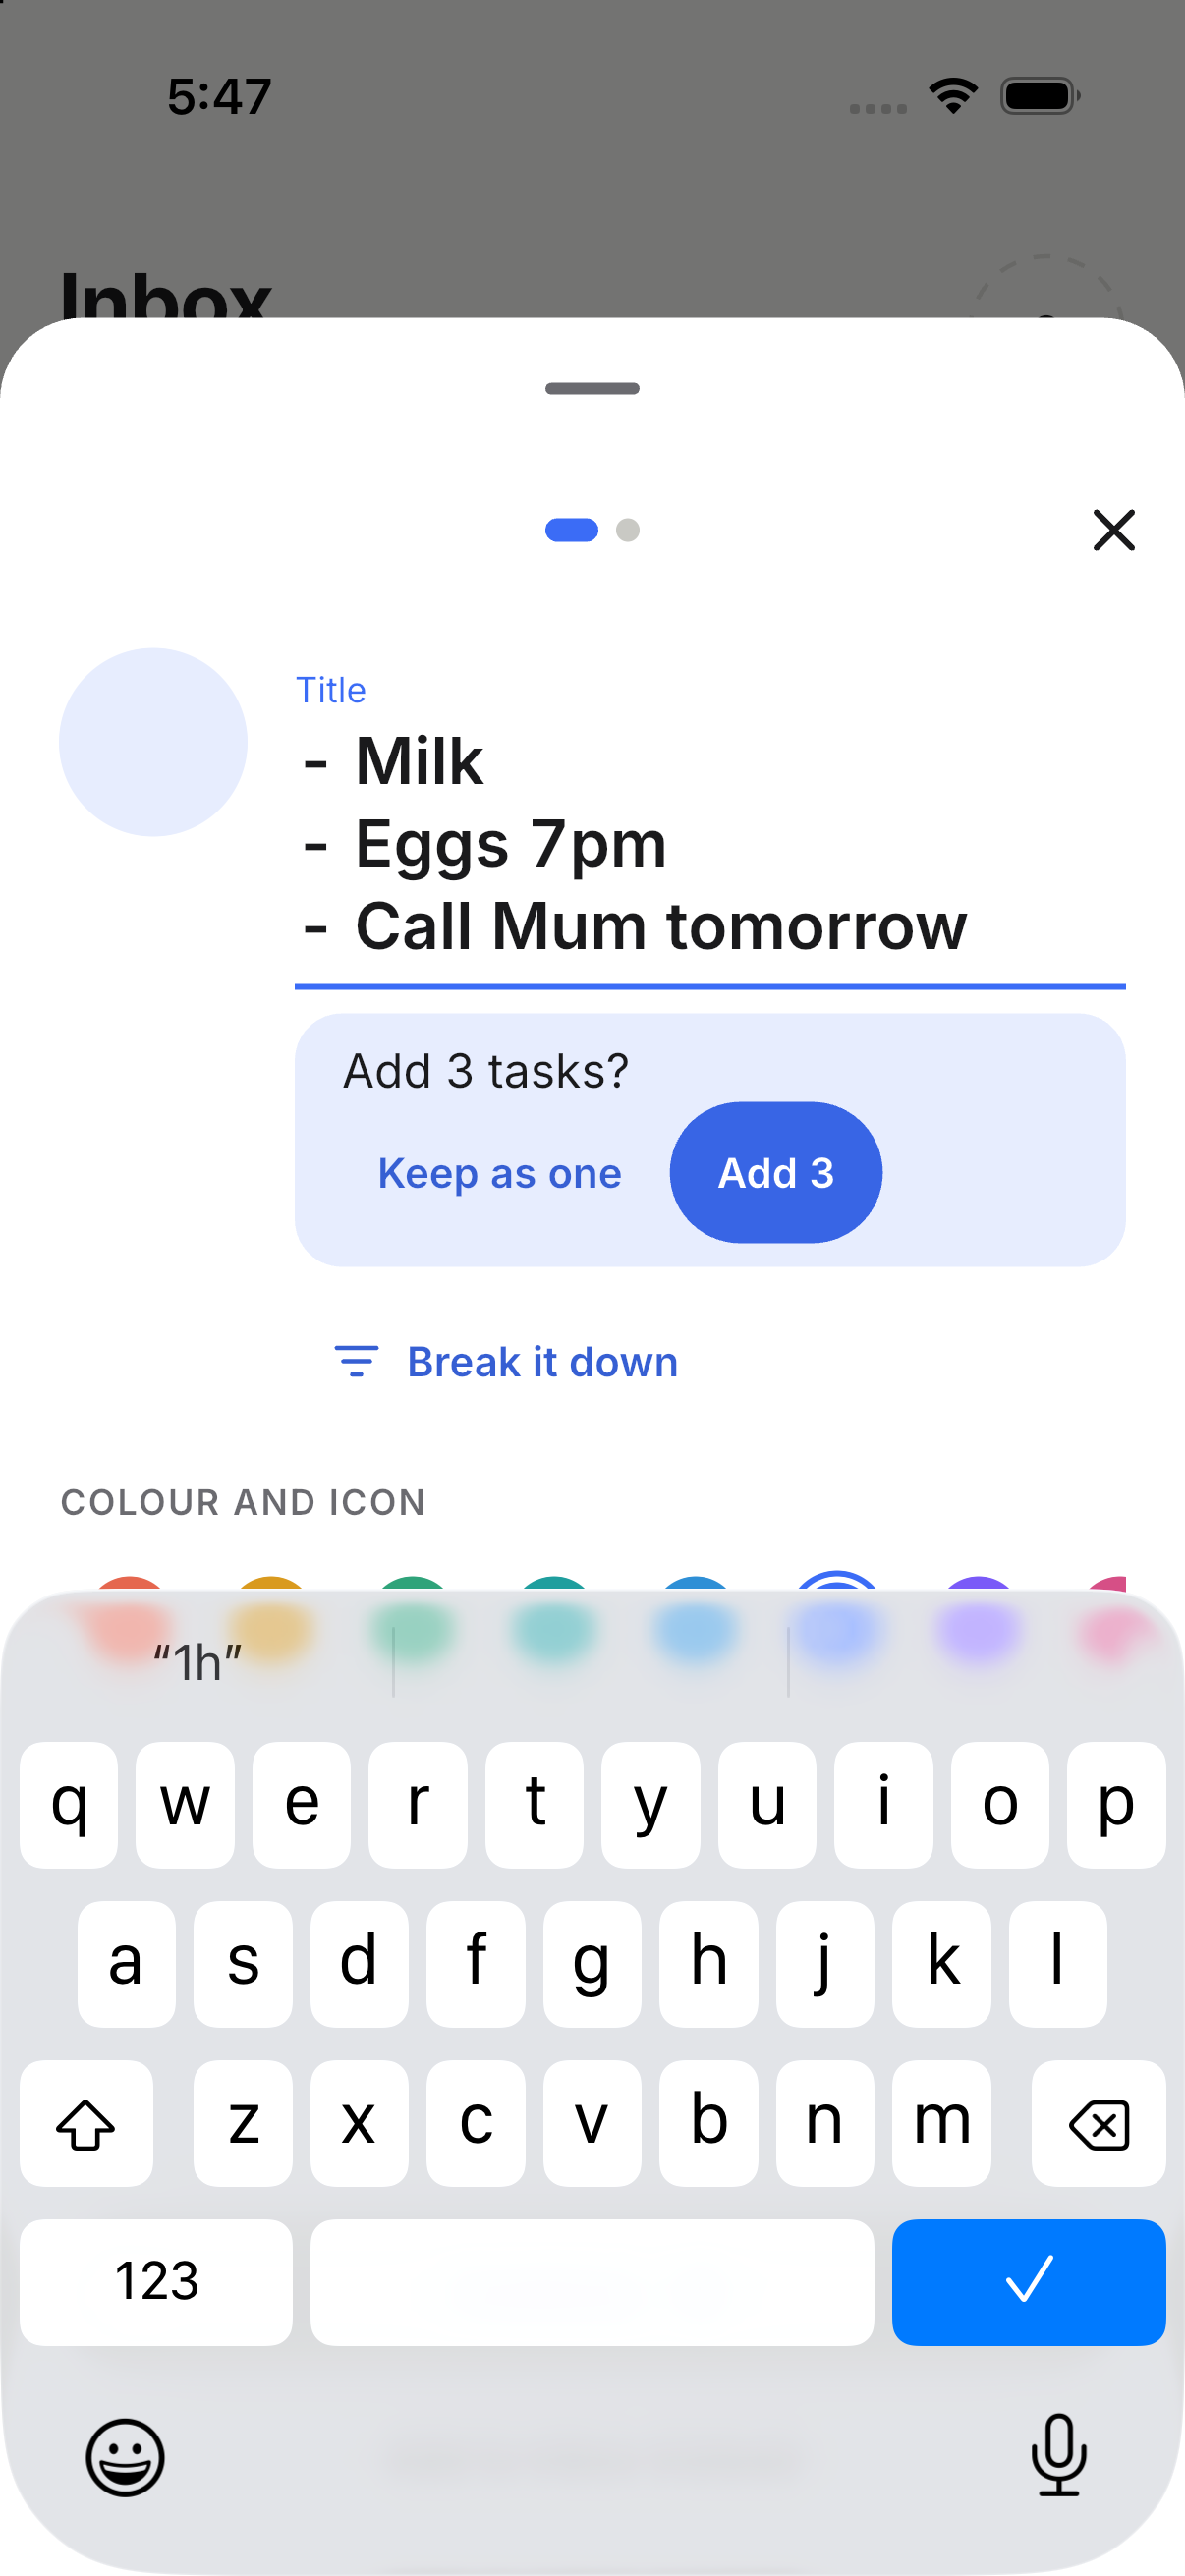 5:47
Inbox
Title
- Milk
- Eggs 7pm
- Call Mum tomorrow
Add 3 tasks?
Keep as one
Add 3
Break it down
COLOUR AND ICON
“1h”
q w e r t y u i o p
a s d f g h j k l
z x c v b n m
123